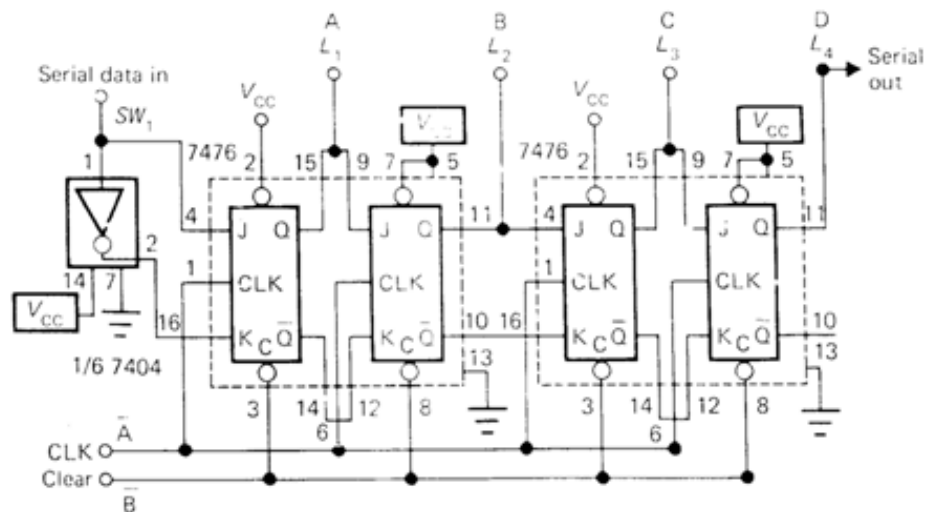 A B C D
L1 L2 L3 L4
Serial data in
Serial out
SW1
VCC
VCC
VCC
1
7476
2
15
9
7
5
7476
2
15
9
7
5
4
J Q
J Q
11
4
J Q
J Q
11
2
1
CLK
CLK
1
CLK
CLK
14
7
VCC
16
K C Q̅
K C Q̅
10
16
K C Q̅
K C Q̅
10
1/6 7404
13
13
3
14
12
8
3
14
12
8
6
6
A̅
CLK
Clear
B̅